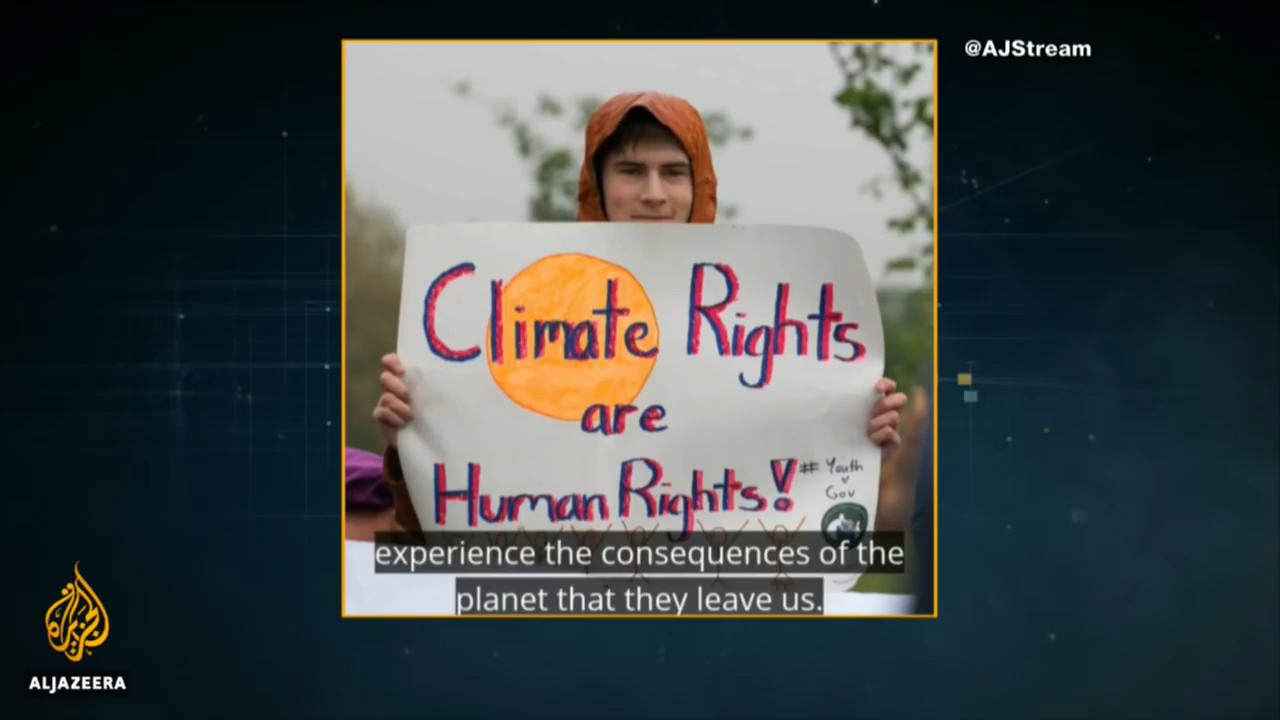 @AJStream
Climate Rights
are
Human Rights!
# Youth
v
Gov
experience the consequences of the
planet that they leave us.
الجزيرة
ALJAZEERA